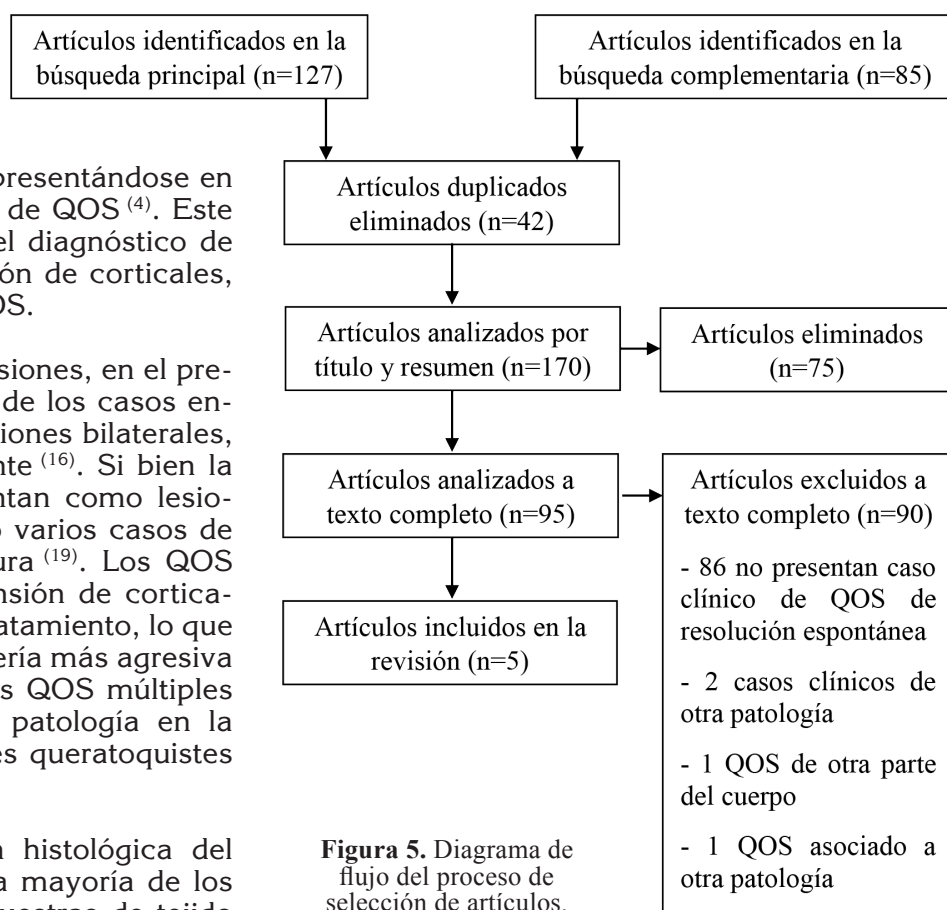 Artículos identificados en la
búsqueda principal (n=127)
Artículos identificados en la
búsqueda complementaria (n=85)
Artículos duplicados
eliminados (n=42)
Artículos analizados por
título y resumen (n=170)
Artículos eliminados
(n=75)
Artículos analizados a
texto completo (n=95)
Artículos excluidos a
texto completo (n=90)
- 86 no presentan caso
clínico de QOS de
resolución espontánea
- 2 casos clínicos de
otra patología
- 1 QOS de otra parte
del cuerpo
- 1 QOS asociado a
otra patología
Artículos incluidos en la
revisión (n=5)
Figura 5. Diagrama de
flujo del proceso de
selección de artículos.
presentándose en
de QOS (4). Este
el diagnóstico de
ón de corticales,
OS.
siones, en el pre-
de los casos en-
iones bilaterales,
nte (16). Si bien la
ntan como lesio-
o varios casos de
ura (19). Los QOS
nsión de cortica-
atamiento, lo que
ería más agresiva
s QOS múltiples
patología en la
es queratoquistes
n histológica del
a mayoría de los
uestras de tejido